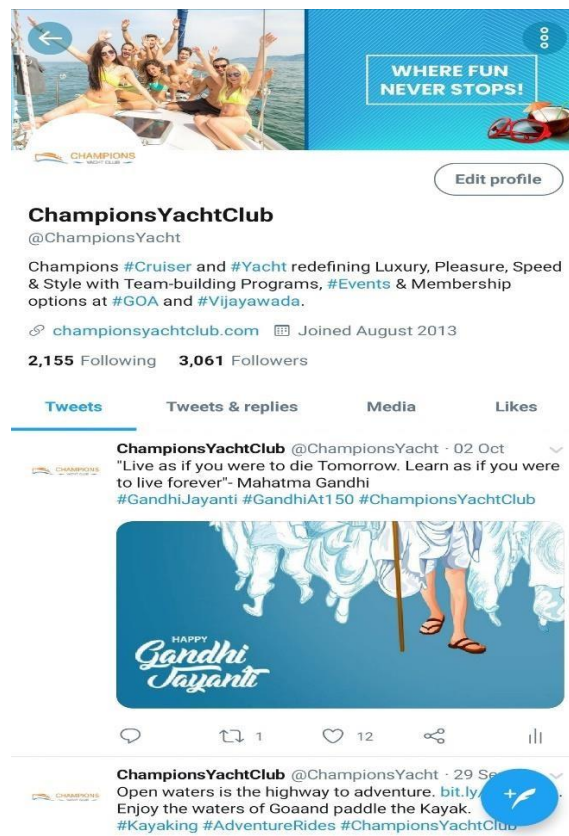 WHERE FUN
NEVER STOPS!
CHAMPIONS
YACHT CLUB
Edit profile
ChampionsYachtClub
@ChampionsYacht
Champions #Cruiser and #Yacht redefining Luxury, Pleasure, Speed
& Style with Team-building Programs, #Events & Membership
options at #GOA and #Vijayawada.
championsyachtclub.com Joined August 2013
2,155 Following 3,061 Followers
Tweets Tweets & replies Media Likes
ChampionsYachtClub @ChampionsYacht · 02 Oct
CHAMPIONS
"Live as if you were to die Tomorrow. Learn as if you were
to live forever"- Mahatma Gandhi
#GandhiJayanti #GandhiAt150 #ChampionsYachtClub
HAPPY
Gandhi
Jayanti
1 12
ChampionsYachtClub @ChampionsYacht · 29 Se
CHAMPIONS
Open waters is the highway to adventure. bit.ly/
Enjoy the waters of Goaand paddle the Kayak.
#Kayaking #AdventureRides #ChampionsYachtClub